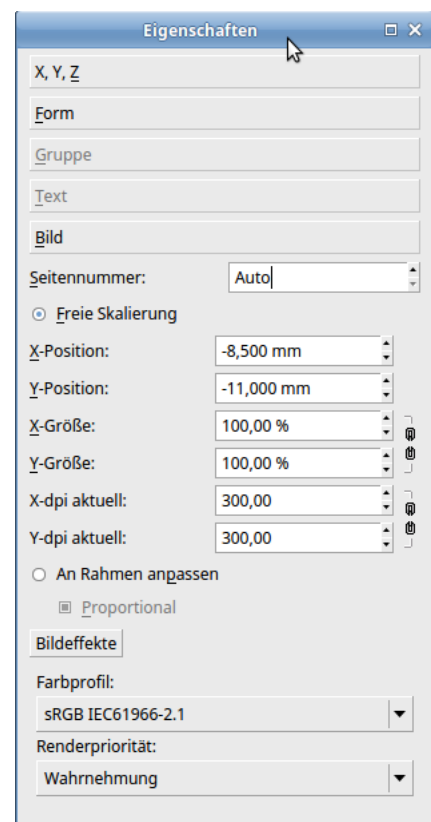 Eigenschaften
X, Y, Z
Form
Gruppe
Text
Bild
Seitennummer: Auto
Freie Skalierung
X-Position: -8,500 mm
Y-Position: -11,000 mm
X-Größe: 100,00 %
Y-Größe: 100,00 %
X-dpi aktuell: 300,00
Y-dpi aktuell: 300,00
An Rahmen anpassen
Proportional
Bildeffekte
Farbprofil:
sRGB IEC61966-2.1
Renderpriorität:
Wahrnehmung